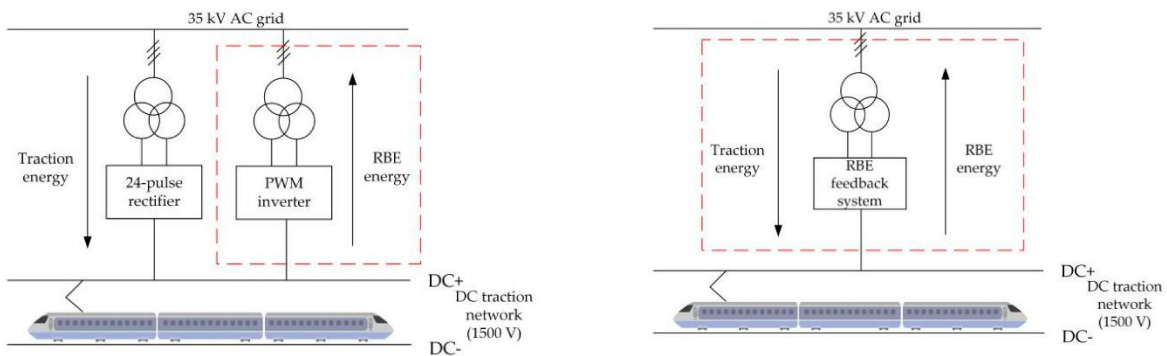 35 kV AC grid
Traction
energy
24-pulse
rectifier
PWM
inverter
RBE
energy
DC+
DC traction
network
(1500 V)
DC-
35 kV AC grid
Traction
energy
RBE
feedback
system
RBE
energy
DC+
DC traction
network
(1500 V)
DC-